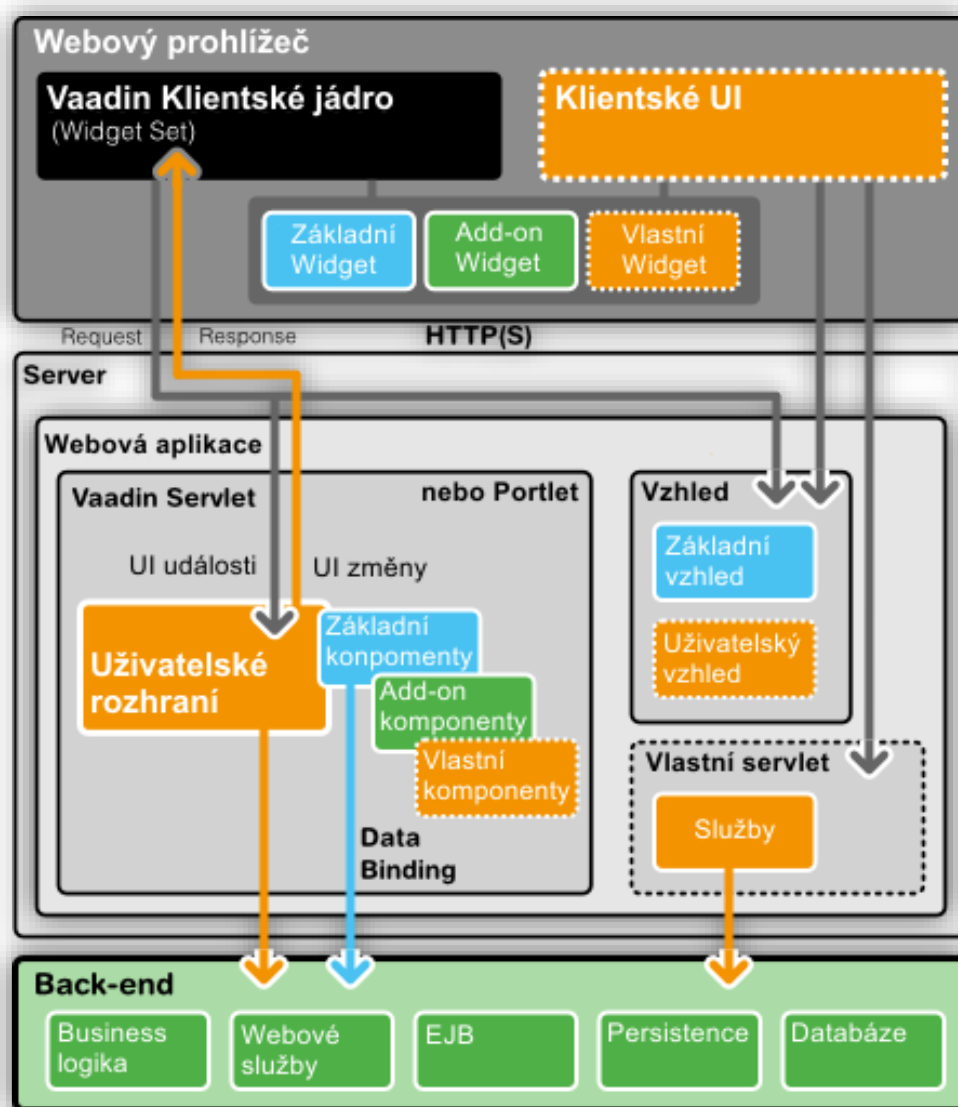 Webový prohlížeč
Vaadin Klientské jádro
(Widget Set)
Klientské UI
Základní
Widget
Add-on
Widget
Vlastní
Widget
Request
Response
HTTP(S)
Server
Webová aplikace
Vaadin Servlet
nebo Portlet
UI události
UI změny
Uživatelské
rozhraní
Základní
konpomenty
Add-on
komponenty
Vlastní
komponenty
Data
Binding
Vzhled
Základní
vzhled
Uživatelský
vzhled
Vlastní servlet
Služby
Back-end
Business
logika
Webové
služby
EJB
Persistence
Databáze